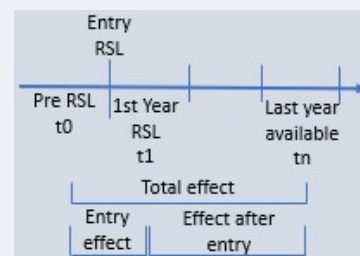 Entry
RSL
Pre RSL
t0
1st Year
RSL
t1
Last year
available
tn
Total effect
Entry
effect
Effect after
entry